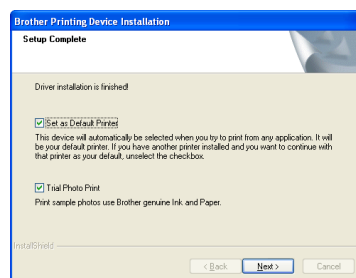 Brother Printing Device Installation
Setup Complete
Driver installation is finished!
Set as Default Printer
This device will automatically be selected when you try to print from any application. It will
be your default printer. If you have another printer installed and you want to continue with
that printer as your default, unselect the checkbox.
Trial Photo Print
Print sample photos use Brother genuine Ink and Paper.
InstallShield
< Back
Next >
Cancel